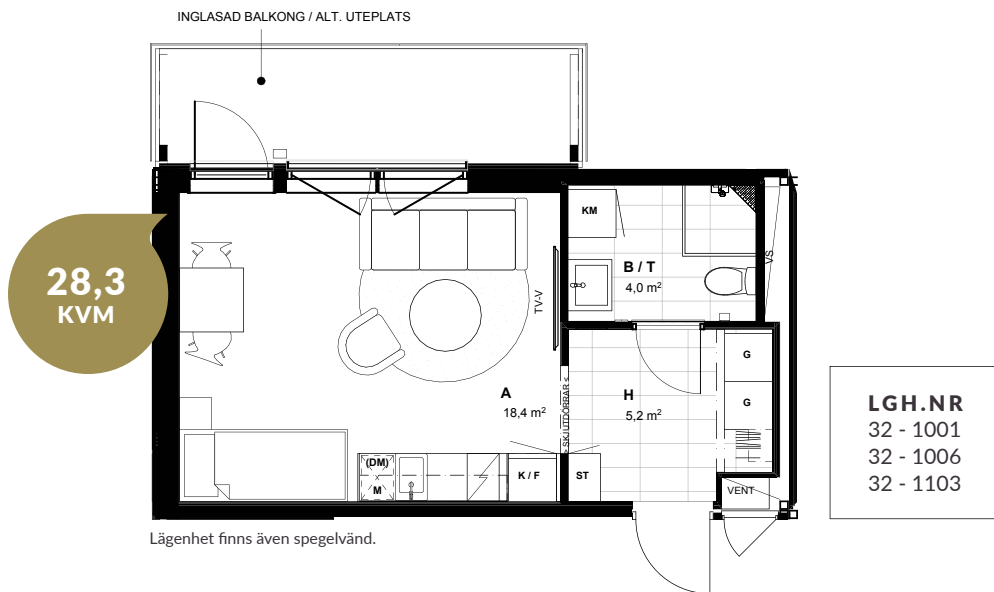 INGLASAD BALKONG / ALT. UTEPLATS
28,3
KVM
KM
B / T
4,0 m²
VS
TV-V
A
18,4 m²
< SKJUTDÖRRAR <
H
5,2 m²
G
G
(DM)
M
K / F
ST
VENT
LGH.NR
32 - 1001
32 - 1006
32 - 1103
Lägenhet finns även spegelvänd.